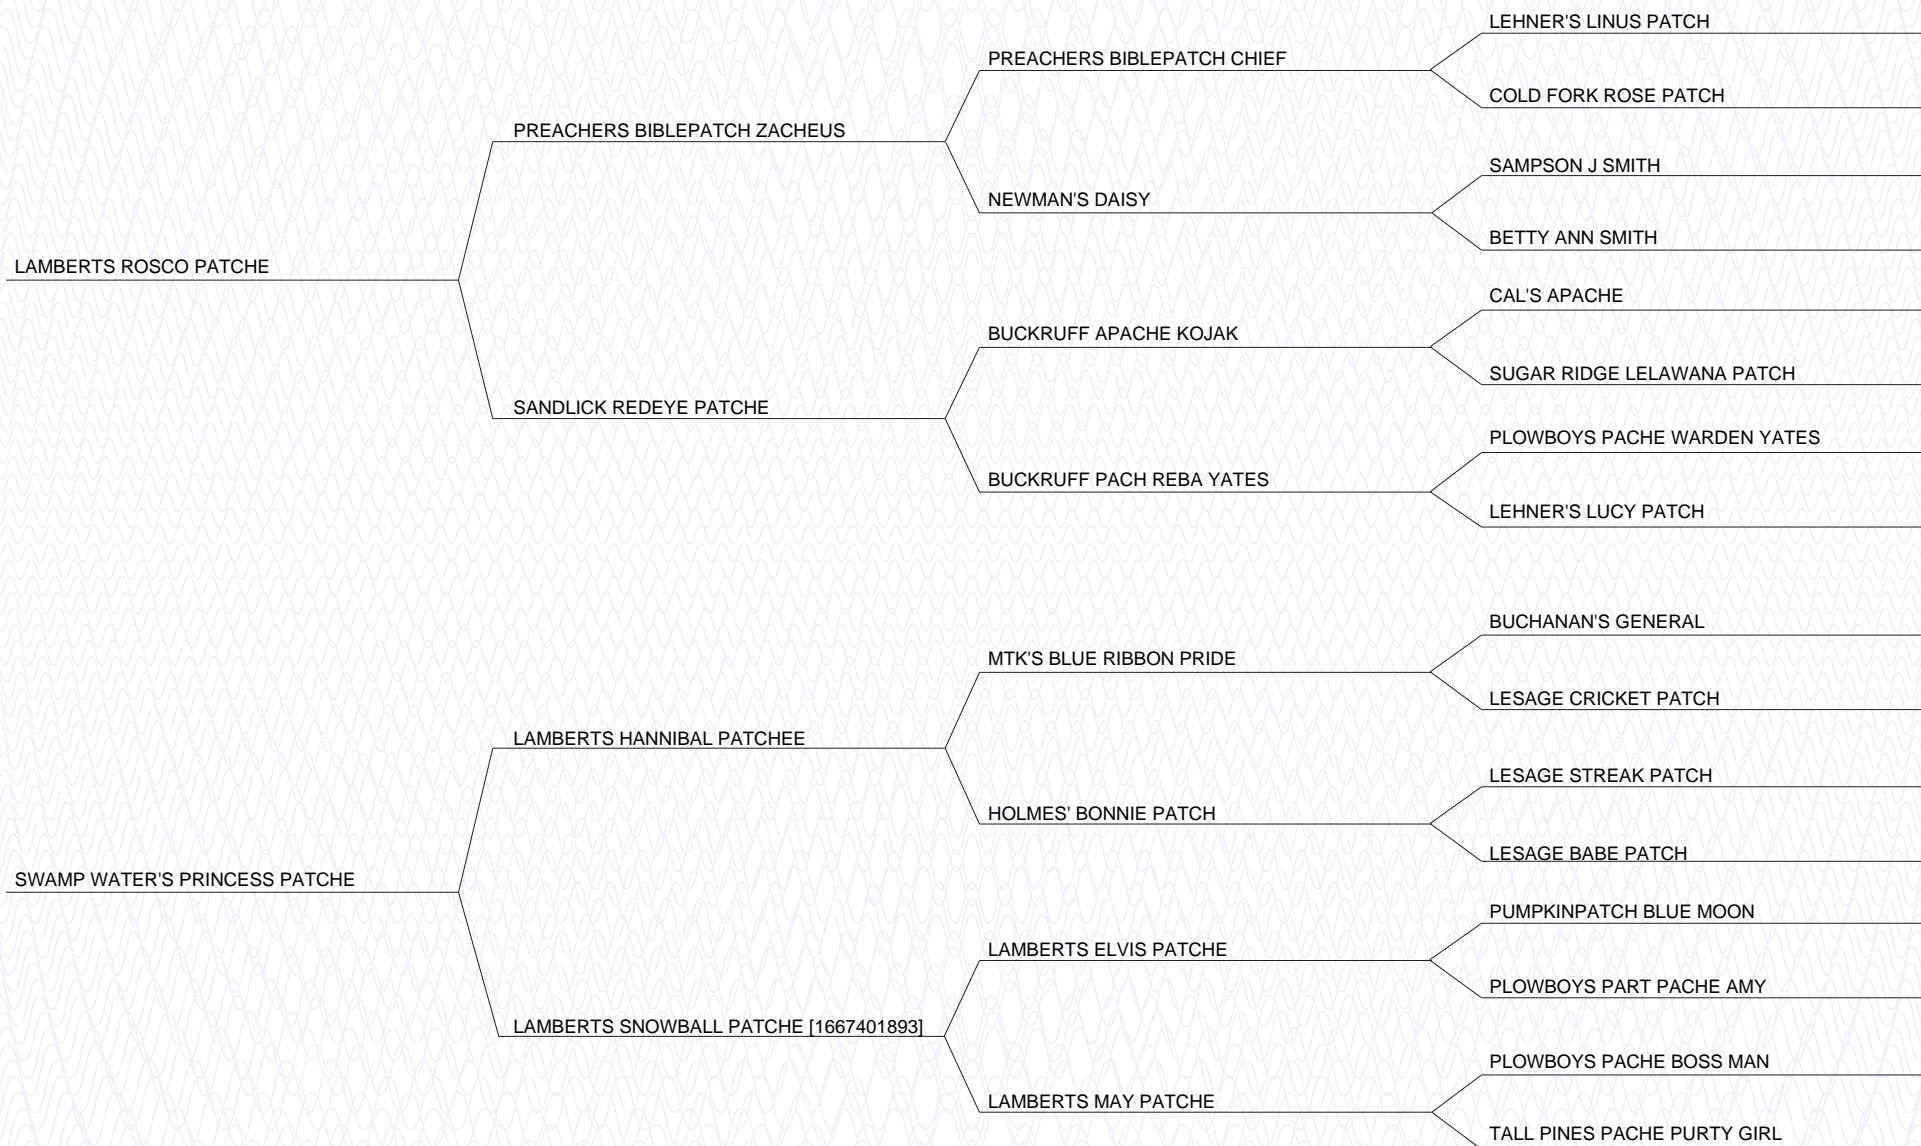 LEHNER'S LINUS PATCH
PREACHERS BIBLEPATCH CHIEF
COLD FORK ROSE PATCH
PREACHERS BIBLEPATCH ZACHEUS
SAMPSON J SMITH
NEWMAN'S DAISY
BETTY ANN SMITH
LAMBERTS ROSCO PATCHE
CAL'S APACHE
BUCKRUFF APACHE KOJAK
SUGAR RIDGE LELAWANA PATCH
SANDLICK REDEYE PATCHE
PLOWBOYS PACHE WARDEN YATES
BUCKRUFF PACH REBA YATES
LEHNER'S LUCY PATCH
BUCHANAN'S GENERAL
MTK'S BLUE RIBBON PRIDE
LESAGE CRICKET PATCH
LAMBERTS HANNIBAL PATCHEE
LESAGE STREAK PATCH
HOLMES' BONNIE PATCH
LESAGE BABE PATCH
SWAMP WATER'S PRINCESS PATCHE
PUMPKINPATCH BLUE MOON
LAMBERTS ELVIS PATCHE
PLOWBOYS PART PACHE AMY
LAMBERTS SNOWBALL PATCHE [1667401893]
PLOWBOYS PACHE BOSS MAN
LAMBERTS MAY PATCHE
TALL PINES PACHE PURTY GIRL